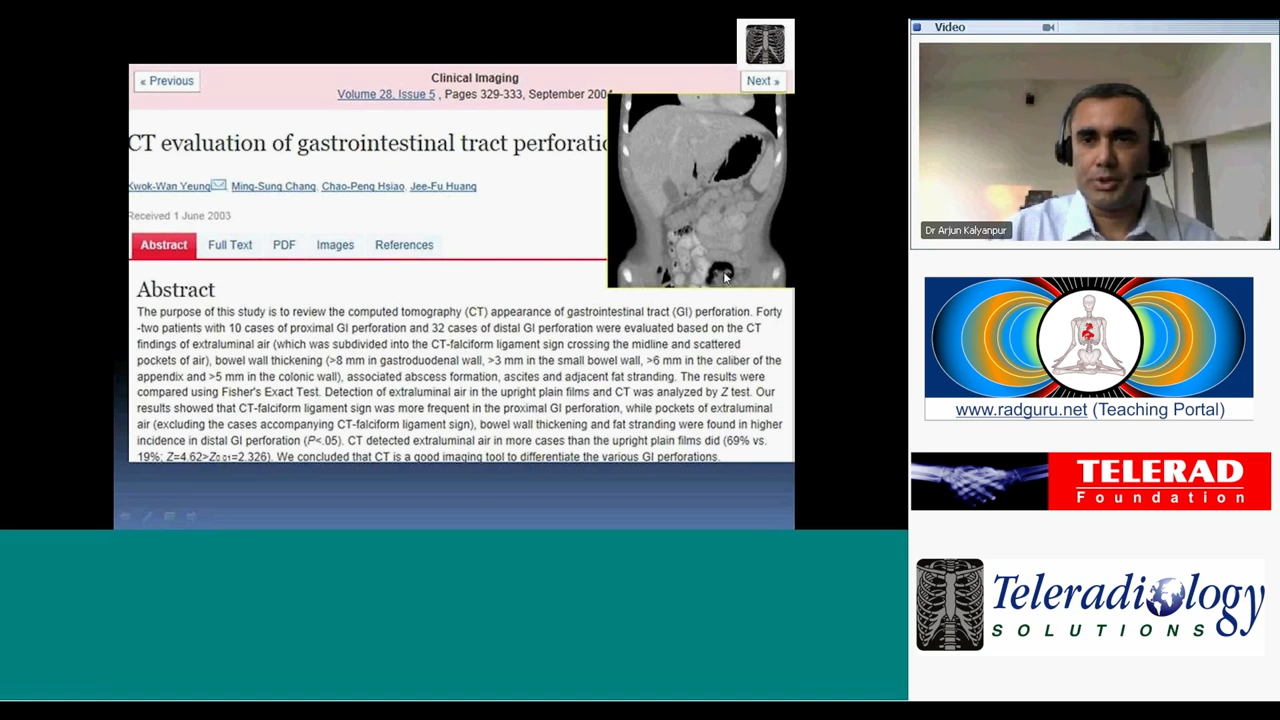 « Previous
Clinical Imaging
Next »
Volume 28, Issue 5 , Pages 329-333, September 2004
CT evaluation of gastrointestinal tract perforatio
Kwok-Wan Yeung, Ming-Sung Chang, Chao-Peng Hsiao, Jee-Fu Huang
Received 1 June 2003
Abstract
Full Text
PDF
Images
References
Abstract
The purpose of this study is to review the computed tomography (CT) appearance of gastrointestinal tract (GI) perforation. Forty
-two patients with 10 cases of proximal GI perforation and 32 cases of distal GI perforation were evaluated based on the CT
findings of extraluminal air (which was subdivided into the CT-falciform ligament sign crossing the midline and scattered
pockets of air), bowel wall thickening (>8 mm in gastroduodenal wall, >3 mm in the small bowel wall, >6 mm in the caliber of the
appendix and >5 mm in the colonic wall), associated abscess formation, ascites and adjacent fat stranding. The results were
compared using Fisher's Exact Test. Detection of extraluminal air in the upright plain films and CT was analyzed by Z test. Our
results showed that CT-falciform ligament sign was more frequent in the proximal GI perforation, while pockets of extraluminal
air (excluding the cases accompanying CT-falciform ligament sign), bowel wall thickening and fat stranding were found in higher
incidence in distal GI perforation (P<.05). CT detected extraluminal air in more cases than the upright plain films did (69% vs.
19%; Z=4.62>Z0.01=2.326). We concluded that CT is a good imaging tool to differentiate the various GI perforations.
Video
Dr Arjun Kalyanpur
www.radguru.net (Teaching Portal)
TELERAD
Foundation
Teleradiology
SOLUTIONS